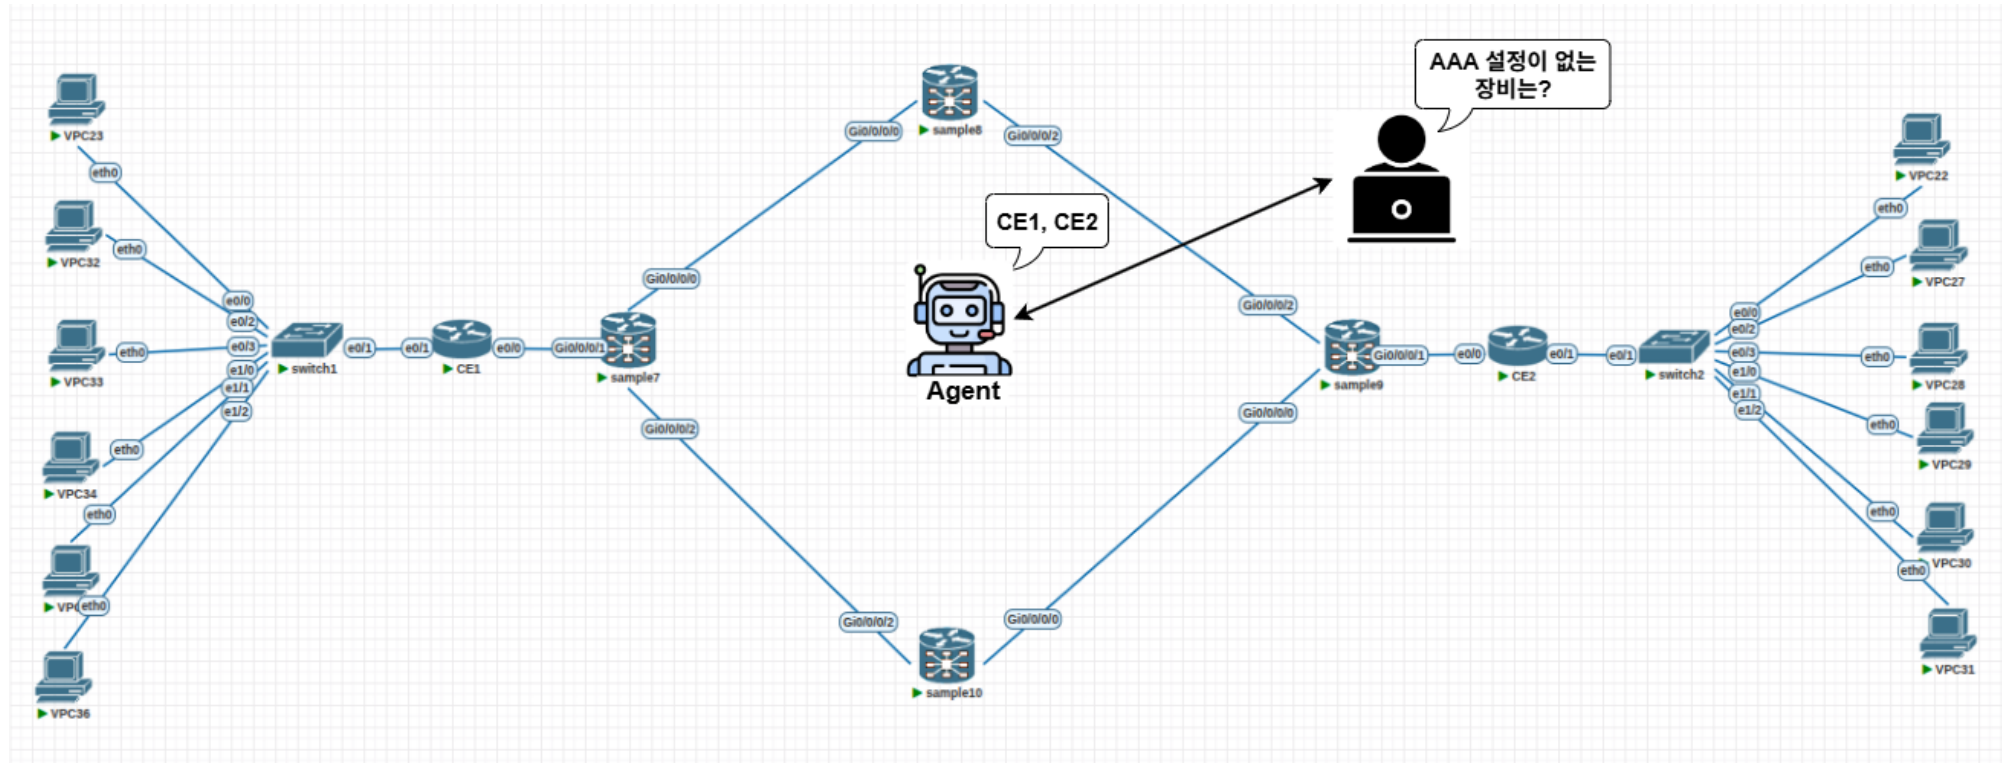 AAA 설정이 없는
장비는?
CE1, CE2
Agent
VPC23
eth0
VPC32
eth0
VPC33
eth0
VPC34
eth0
eth0
VPC36
e0/0
e0/2
e0/3
e1/0
e1/1
e1/2
switch1
e0/1
e0/1
CE1
e0/0
Gi0/0/0/1
sample7
Gi0/0/0/0
Gi0/0/0/2
Gi0/0/0/0
sample8
Gi0/0/0/2
Gi0/0/0/2
sample10
Gi0/0/0/0
Gi0/0/0/2
Gi0/0/0/0
sample9
Gi0/0/0/1
e0/0
CE2
e0/1
e0/1
switch2
e0/0
e0/2
e0/3
e1/0
e1/1
e1/2
VPC22
eth0
VPC27
eth0
VPC28
eth0
VPC29
eth0
VPC30
eth0
VPC31
eth0